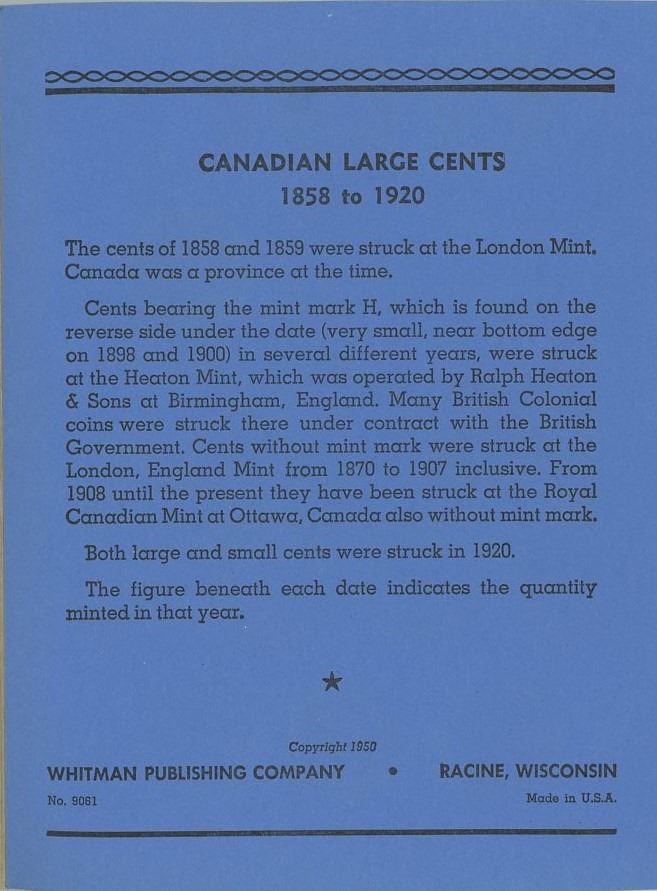 CANADIAN LARGE CENTS
1858 to 1920
The cents of 1858 and 1859 were struck at the London Mint.
Canada was a province at the time.
Cents bearing the mint mark H, which is found on the
reverse side under the date (very small, near bottom edge
on 1898 and 1900) in several different years, were struck
at the Heaton Mint, which was operated by Ralph Heaton
& Sons at Birmingham, England. Many British Colonial
coins were struck there under contract with the British
Government. Cents without mint mark were struck at the
London, England Mint from 1870 to 1907 inclusive. From
1908 until the present they have been struck at the Royal
Canadian Mint at Ottawa, Canada also without mint mark.
Both large and small cents were struck in 1920.
The figure beneath each date indicates the quantity
minted in that year.
Copyright 1950
WHITMAN PUBLISHING COMPANY • RACINE, WISCONSIN
No. 9061 Made in U.S.A.